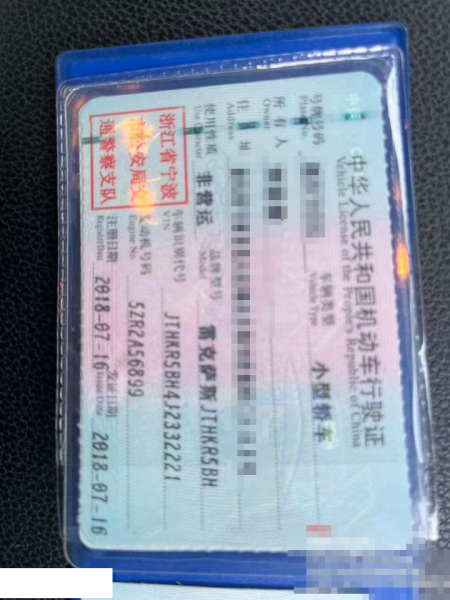 中华人民共和国机动车行驶证
Vehicle License of the People's Republic of China
号牌号码
Plate No.
车辆类型
Vehicle Type
小型轿车
所有人
Owner
住址
Address
使用性质
Use Character
非营运
品牌型号
Model
雷克萨斯JTHKR5BH
浙江省宁波
市公安局交
通警察支队
车辆识别代号
VIN
JTHKR5BH4J2332221
发动机号码
Engine No.
5ZR2A56899
注册日期
Register Date
2018-07-16
发证日期
Issue Date
2018-07-16